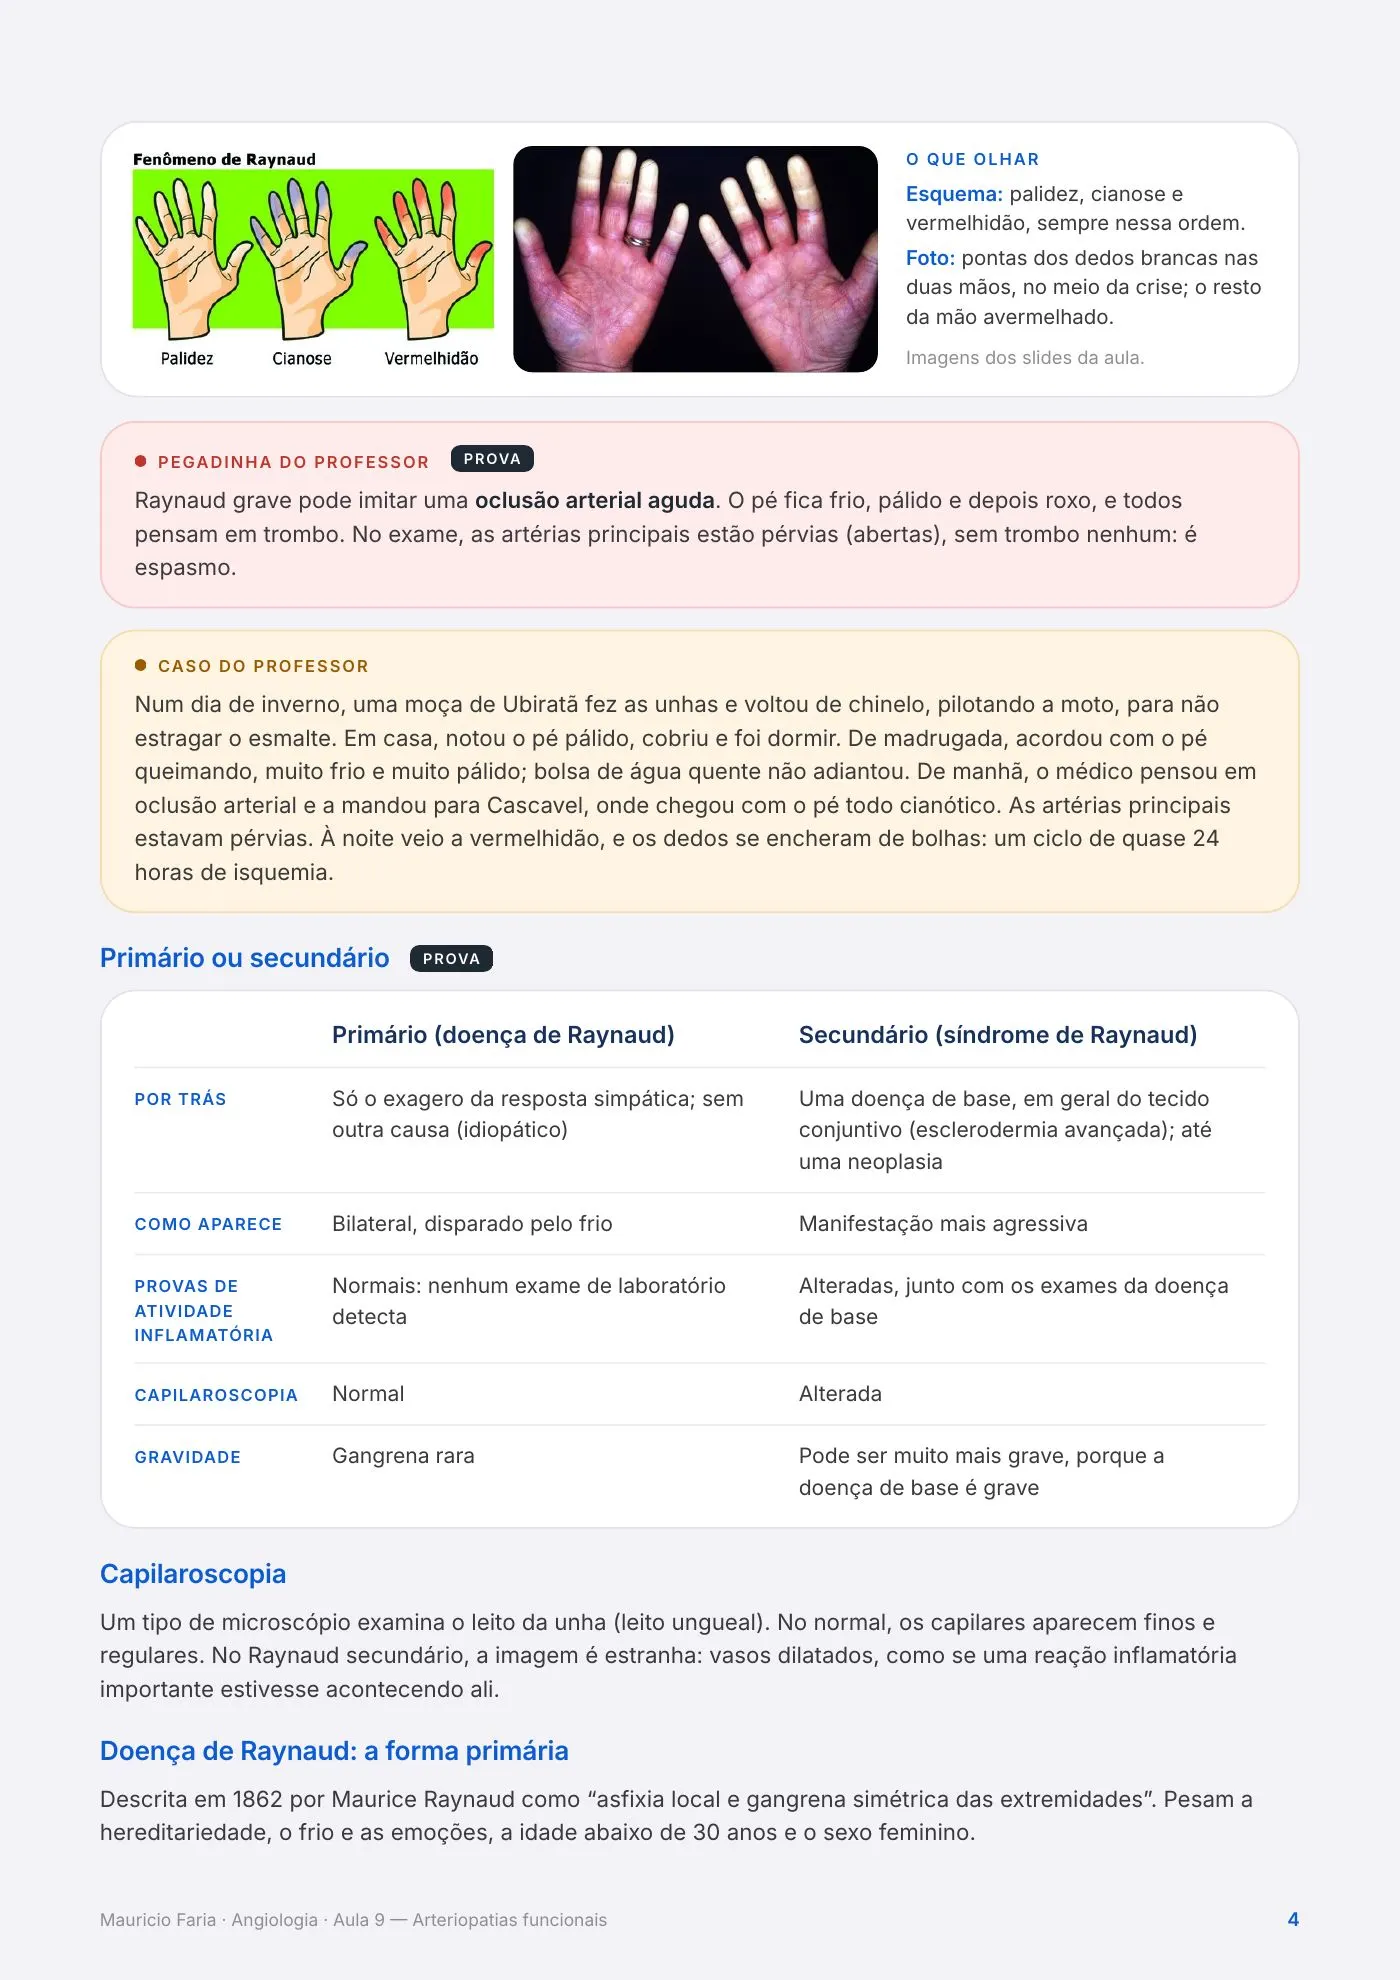 Fenômeno de Raynaud
Palidez
Cianose
Vermelhidão
O QUE OLHAR
Esquema: palidez, cianose e
vermelhidão, sempre nessa ordem.
Foto: pontas dos dedos brancas nas
duas mãos, no meio da crise; o resto
da mão avermelhado.
Imagens dos slides da aula.
PEGADINHA DO PROFESSOR PROVA
Raynaud grave pode imitar uma oclusão arterial aguda. O pé fica frio, pálido e depois roxo, e todos
pensam em trombo. No exame, as artérias principais estão pérvias (abertas), sem trombo nenhum: é
espasmo.
CASO DO PROFESSOR
Num dia de inverno, uma moça de Ubiratã fez as unhas e voltou de chinelo, pilotando a moto, para não
estragar o esmalte. Em casa, notou o pé pálido, cobriu e foi dormir. De madrugada, acordou com o pé
queimando, muito frio e muito pálido; bolsa de água quente não adiantou. De manhã, o médico pensou em
oclusão arterial e a mandou para Cascavel, onde chegou com o pé todo cianótico. As artérias principais
estavam pérvias. À noite veio a vermelhidão, e os dedos se encheram de bolhas: um ciclo de quase 24
horas de isquemia.
Primário ou secundário PROVA
Primário (doença de Raynaud)
Secundário (síndrome de Raynaud)
POR TRÁS
Só o exagero da resposta simpática; sem
outra causa (idiopático)
Uma doença de base, em geral do tecido
conjuntivo (esclerodermia avançada); até
uma neoplasia
COMO APARECE
Bilateral, disparado pelo frio
Manifestação mais agressiva
PROVAS DE
ATIVIDADE
INFLAMATÓRIA
Normais: nenhum exame de laboratório
detecta
Alteradas, junto com os exames da doença
de base
CAPILAROSCOPIA
Normal
Alterada
GRAVIDADE
Gangrena rara
Pode ser muito mais grave, porque a
doença de base é grave
Capilaroscopia
Um tipo de microscópio examina o leito da unha (leito ungueal). No normal, os capilares aparecem finos e
regulares. No Raynaud secundário, a imagem é estranha: vasos dilatados, como se uma reação inflamatória
importante estivesse acontecendo ali.
Doença de Raynaud: a forma primária
Descrita em 1862 por Maurice Raynaud como “asfixia local e gangrena simétrica das extremidades”. Pesam a
hereditariedade, o frio e as emoções, a idade abaixo de 30 anos e o sexo feminino.
Mauricio Faria · Angiologia · Aula 9 — Arteriopatias funcionais
4